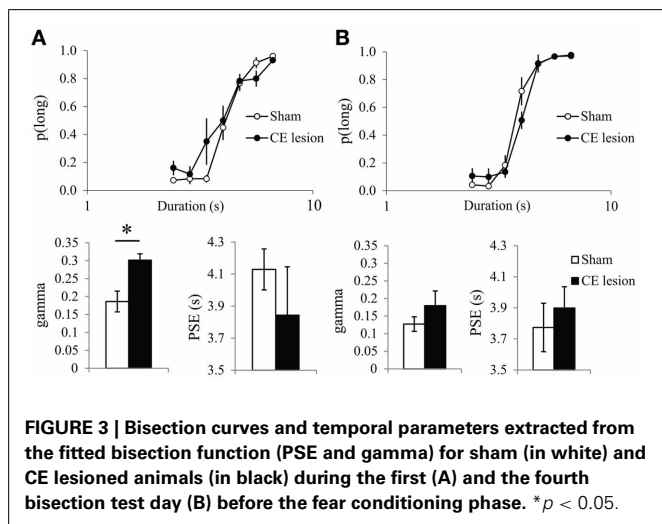 A
B
1.0
0.8
0.6
0.4
0.2
0.0
p(long)
Sham
CE lesion
1
Duration (s)
10
1.0
0.8
0.6
0.4
0.2
0.0
p(long)
Sham
CE lesion
1
Duration (s)
10
*
0.35
0.3
0.25
0.2
0.15
0.1
0.05
0
gamma
4.3
4.1
3.9
3.7
3.5
PSE (s)
0.35
0.3
0.25
0.2
0.15
0.1
0.05
0
gamma
4.3
4.1
3.9
3.7
3.5
PSE (s)
Sham
CE lesion
FIGURE 3 | Bisection curves and temporal parameters extracted from
the fitted bisection function (PSE and gamma) for sham (in white) and
CE lesioned animals (in black) during the first (A) and the fourth
bisection test day (B) before the fear conditioning phase. *p < 0.05.